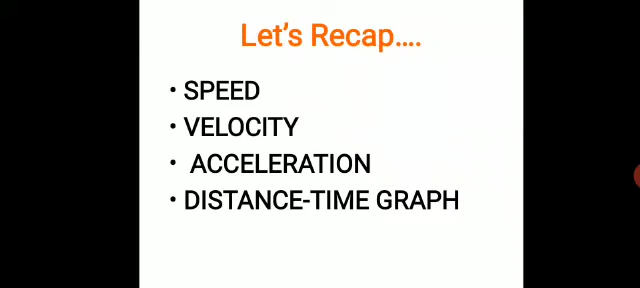 Let's Recap....
• SPEED
• VELOCITY
• ACCELERATION
• DISTANCE-TIME GRAPH